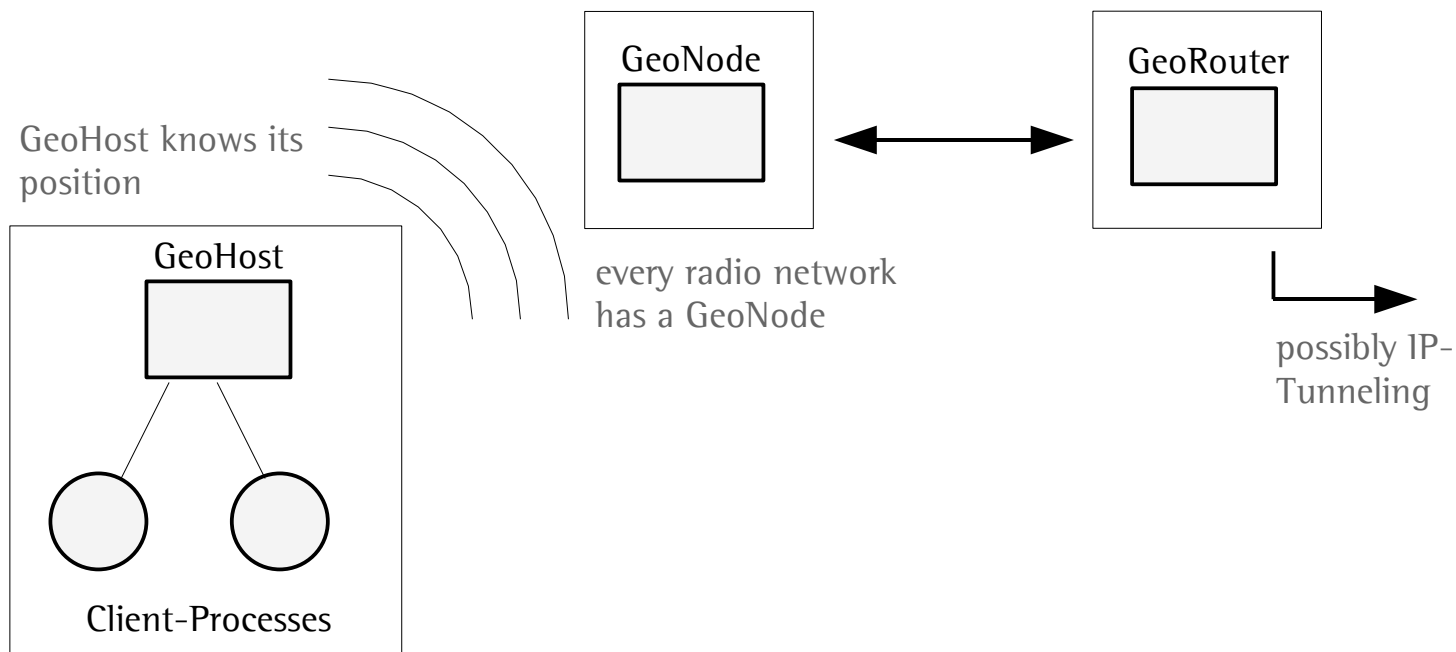 GeoNode
GeoRouter
GeoHost knows its
position
GeoHost
every radio network
has a GeoNode
possibly IP-
Tunneling
Client-Processes